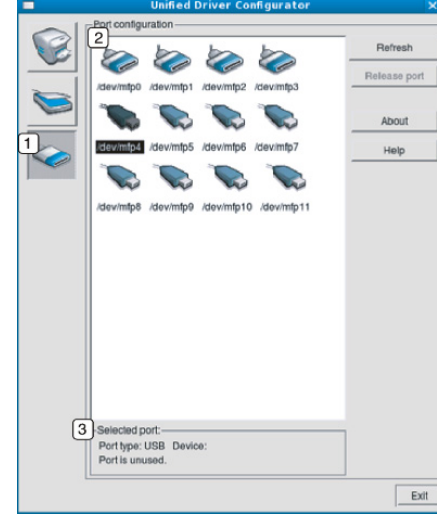 Unified Driver Configurator
Port configuration
2
Refresh
/dev/mfp0 /dev/mfp1 /dev/mfp2 /dev/mfp3
Release port
About
1
/dev/mfp4 /dev/mfp5 /dev/mfp6 /dev/mfp7
Help
/dev/mfp8 /dev/mfp9 /dev/mfp10 /dev/mfp11
3
Selected port:
Port type: USB Device:
Port is unused.
Exit